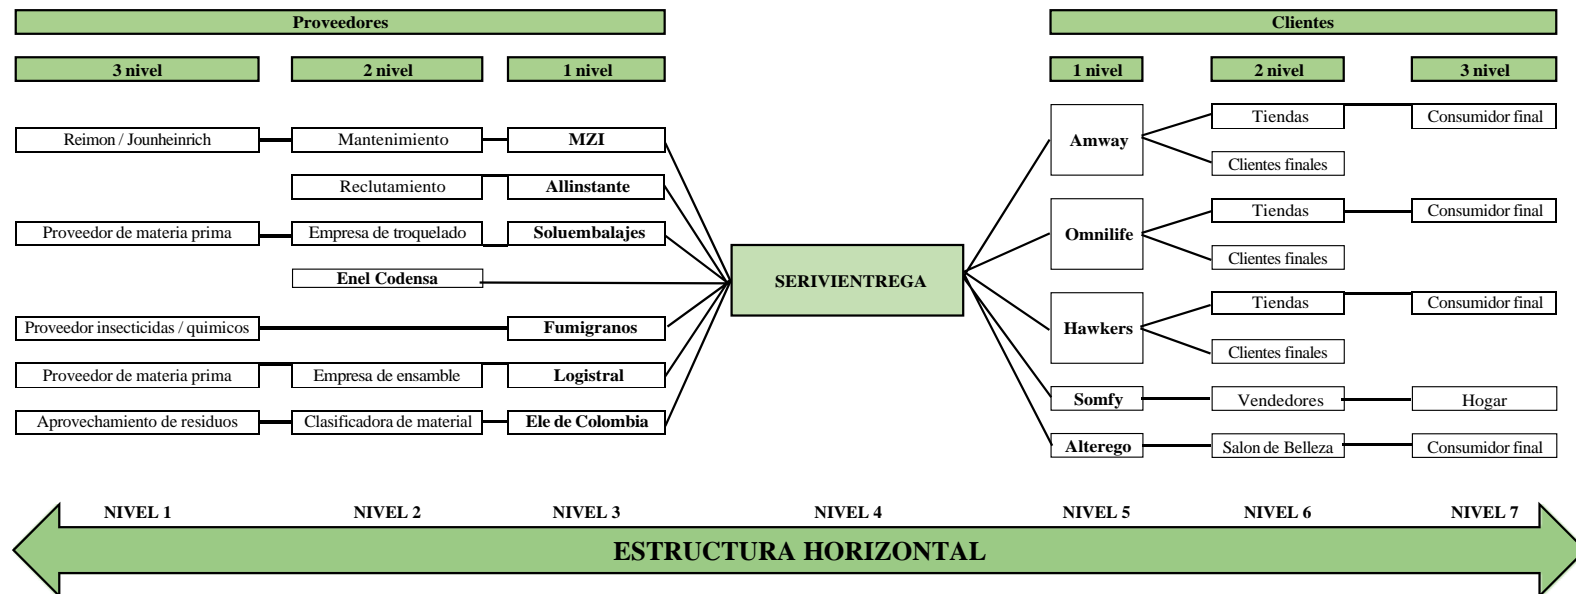 Proveedores Clientes
3 nivel 2 nivel 1 nivel 1 nivel 2 nivel 3 nivel
Tiendas Consumidor final
Reimon / Jounheinrich Mantenimiento MZI Amway
Clientes finales
Reclutamiento Allinstante
Tiendas Consumidor final
Proveedor de materia prima Empresa de troquelado Soluembalajes Omnilife
Clientes finales
Enel Codensa SERIVIENTREGA
Tiendas Consumidor final
Proveedor insecticidas / quimicos Fumigranos Hawkers
Clientes finales
Proveedor de materia prima Empresa de ensamble Logistral
Somfy Vendedores Hogar
Aprovechamiento de residuos Clasificadora de material Ele de Colombia
Alterego Salon de Belleza Consumidor final
NIVEL 1 NIVEL 2 NIVEL 3 NIVEL 4 NIVEL 5 NIVEL 6 NIVEL 7
ESTRUCTURA HORIZONTAL